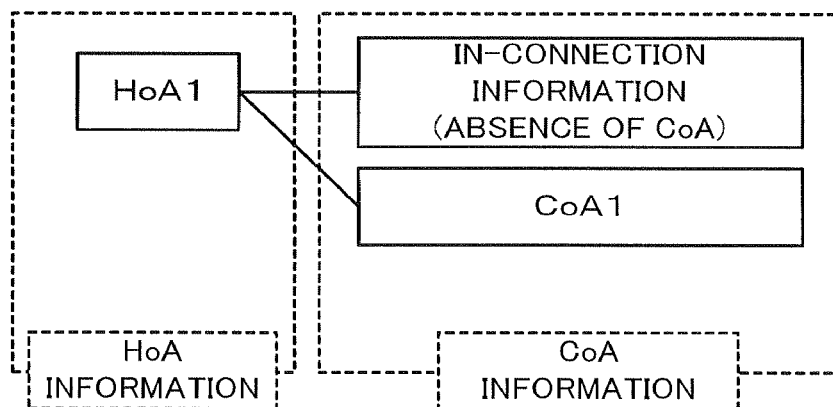 HoA1
IN-CONNECTION
INFORMATION
(ABSENCE OF CoA)
CoA1
HoA
INFORMATION
CoA
INFORMATION